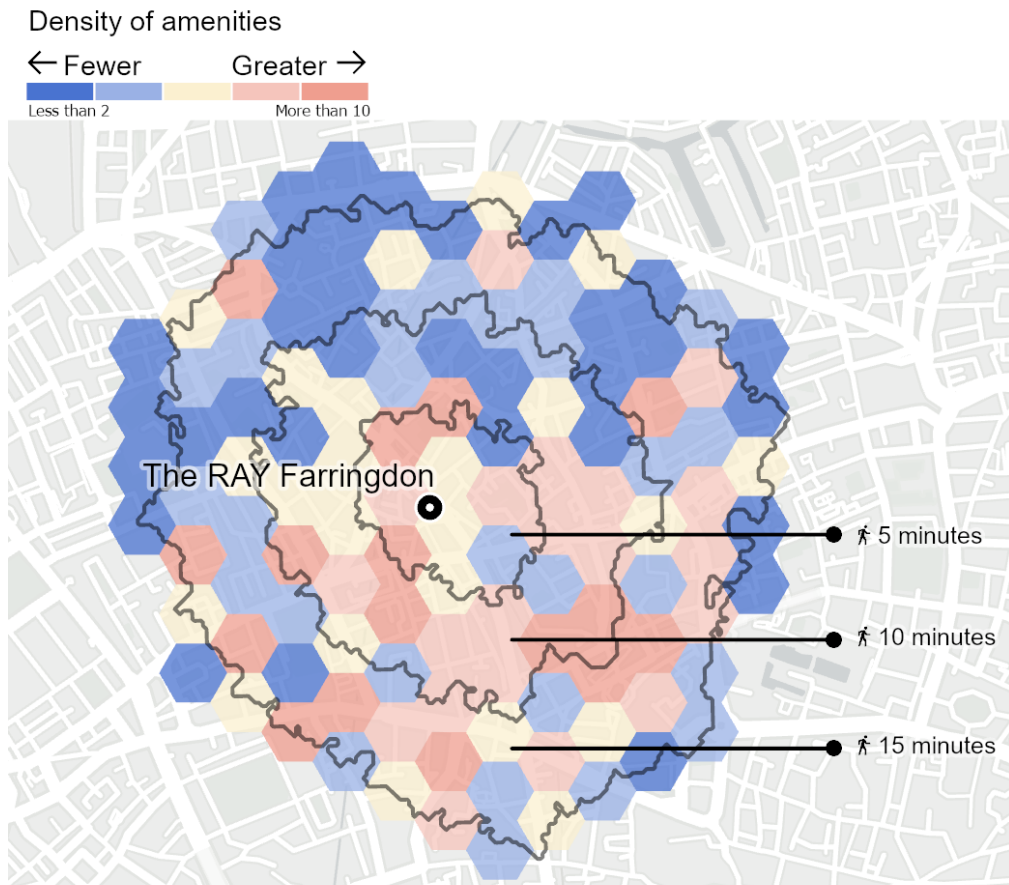 Density of amenities
← Fewer Greater →
Less than 2 More than 10
The RAY Farringdon
5 minutes
10 minutes
15 minutes